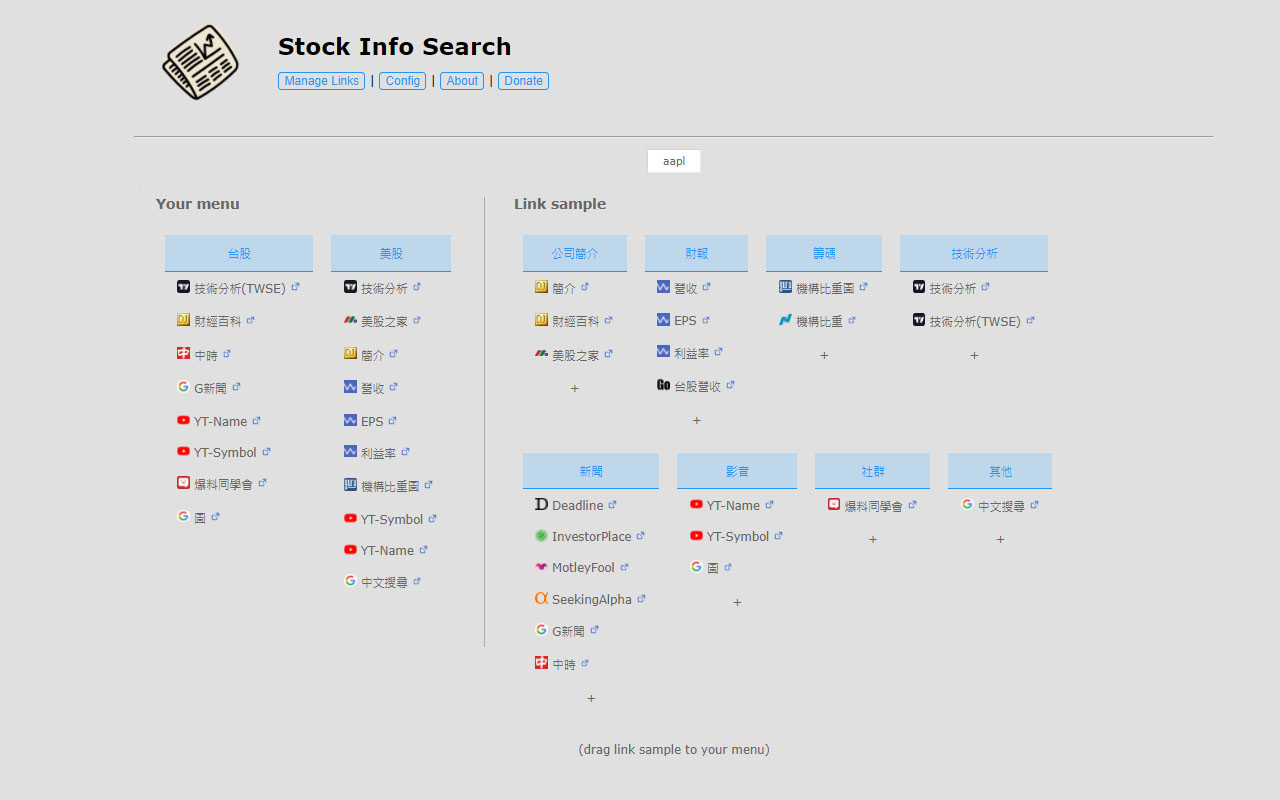 Stock Info Search
Manage Links | Config | About | Donate
aapl
Your menu
台股
技術分析(TWSE)
財經百科
中時
G新聞
YT-Name
YT-Symbol
爆料同學會
圖
美股
技術分析
美股之家
簡介
營收
EPS
利益率
機構比重圖
YT-Symbol
YT-Name
中文搜尋
Link sample
公司簡介
簡介
財經百科
美股之家
+
財報
營收
EPS
利益率
台股營收
+
籌碼
機構比重圖
機構比重
+
技術分析
技術分析
技術分析(TWSE)
+
新聞
Deadline
InvestorPlace
MotleyFool
SeekingAlpha
G新聞
中時
+
影音
YT-Name
YT-Symbol
圖
+
社群
爆料同學會
+
其他
中文搜尋
+
(drag link sample to your menu)